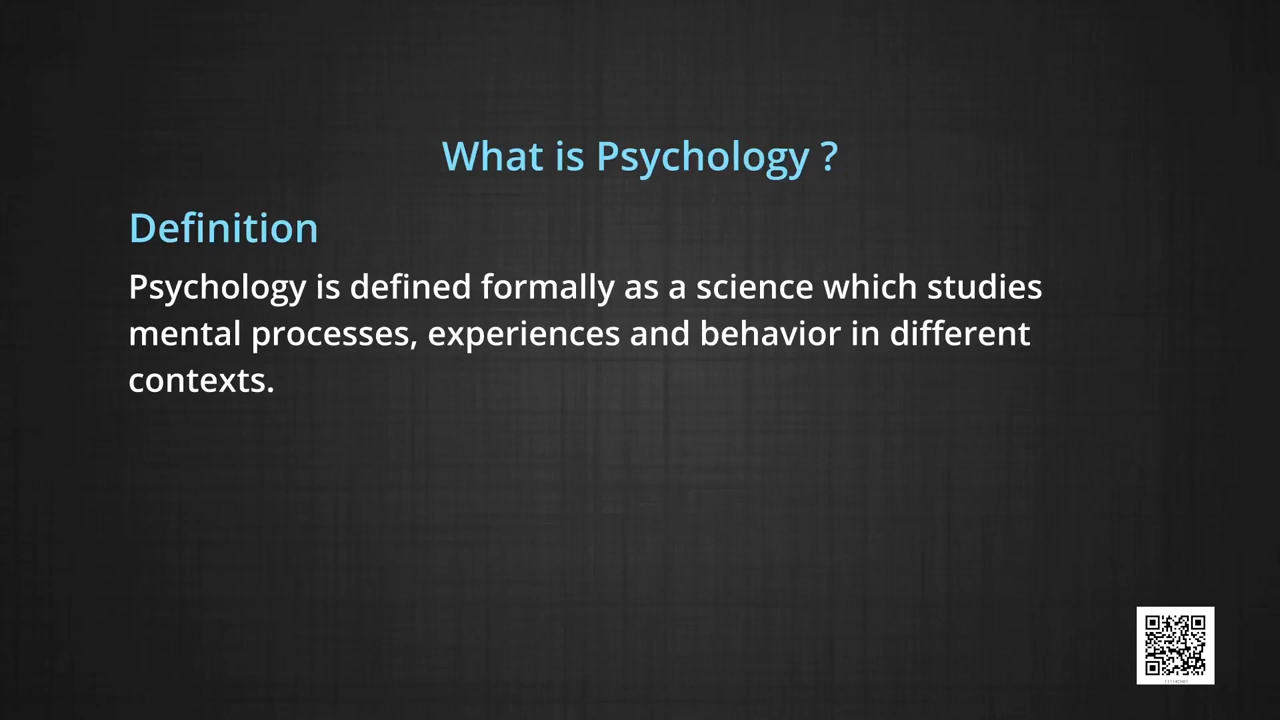 What is Psychology ?
Definition
Psychology is defined formally as a science which studies
mental processes, experiences and behavior in different
contexts.